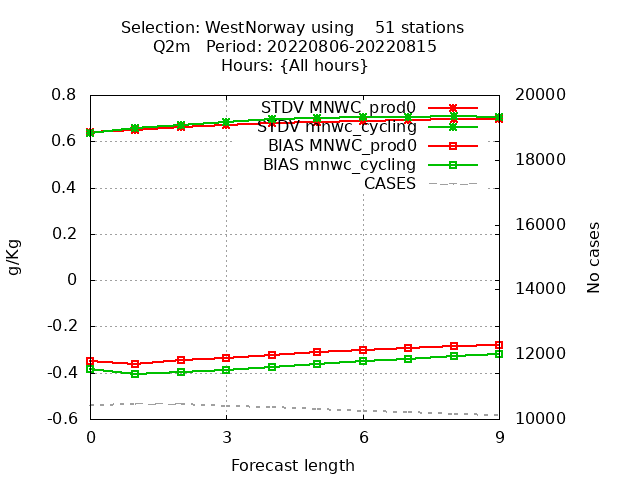 Selection: WestNorway using 51 stations
Q2m Period: 20220806-20220815
Hours: {All hours}
STDV MNWC_prod0
STDV mnwc_cycling
BIAS MNWC_prod0
BIAS mnwc_cycling
CASES
0.8
0.6
0.4
0.2
0
-0.2
-0.4
-0.6
g/Kg
20000
18000
16000
14000
12000
10000
No cases
0 3 6 9
Forecast length